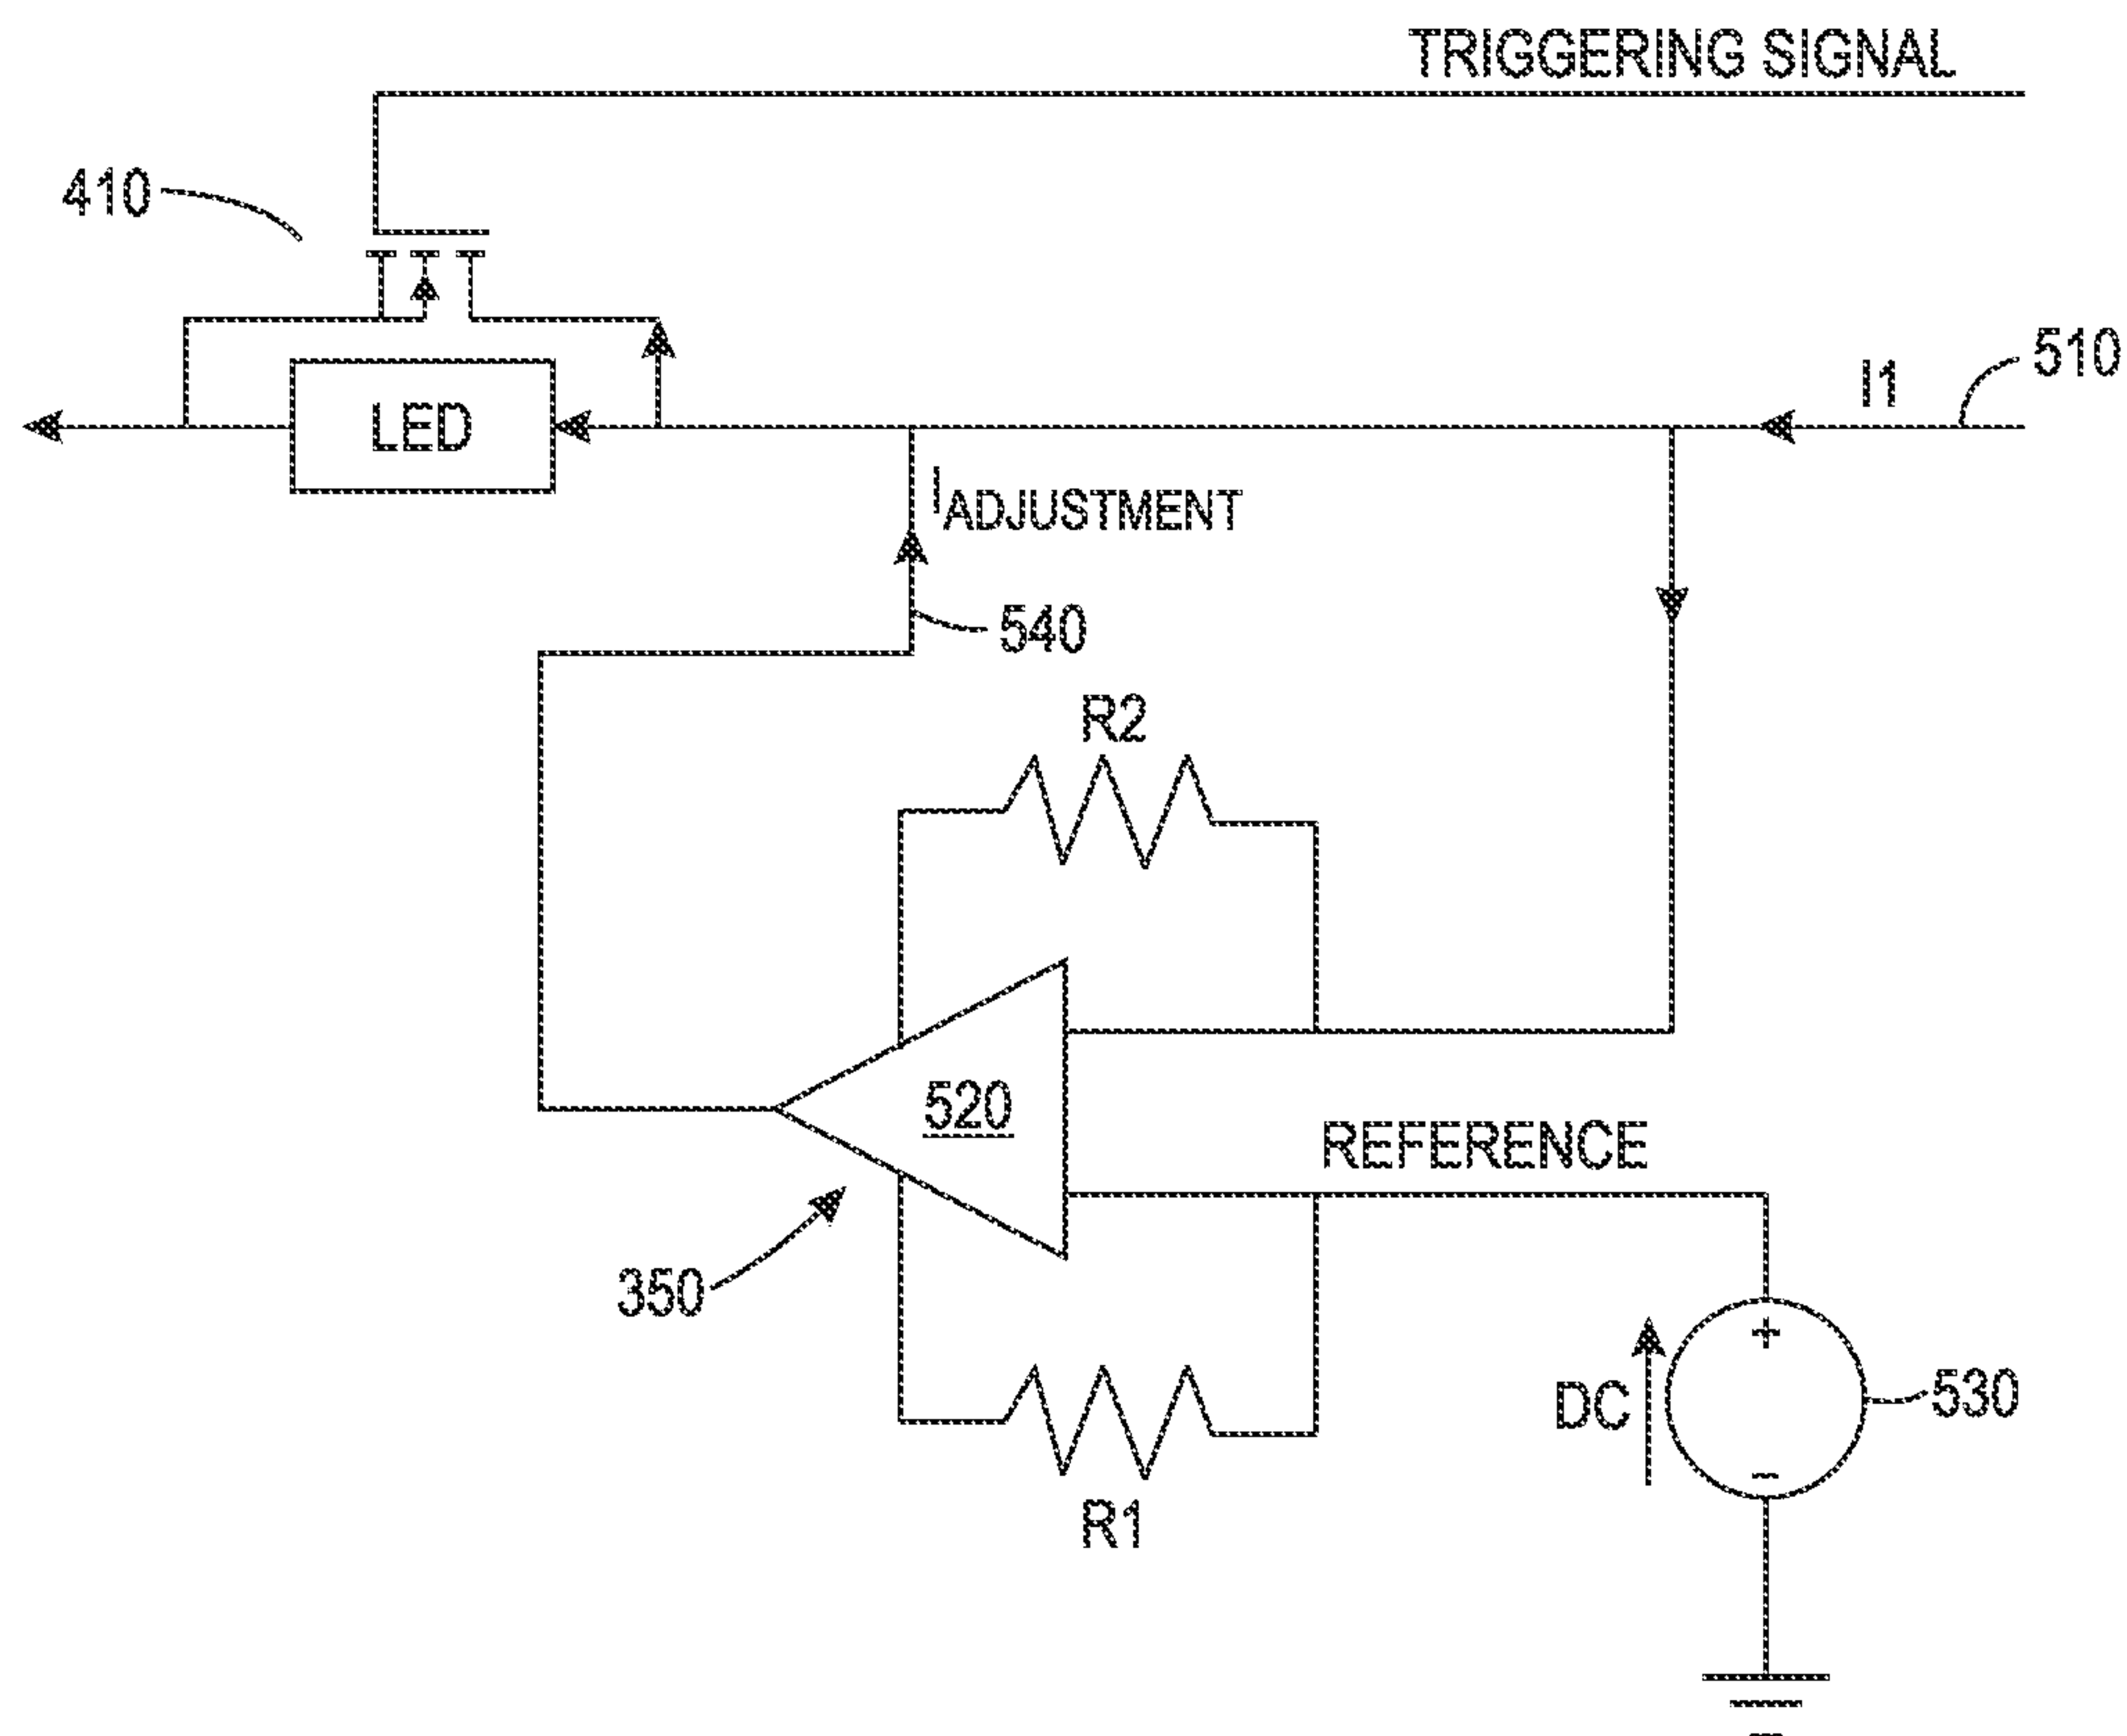 TRIGGERING SIGNAL
410
510
I1
LED
IADJUSTMENT
540
R2
520
REFERENCE
350
+
DC
530
−
R1